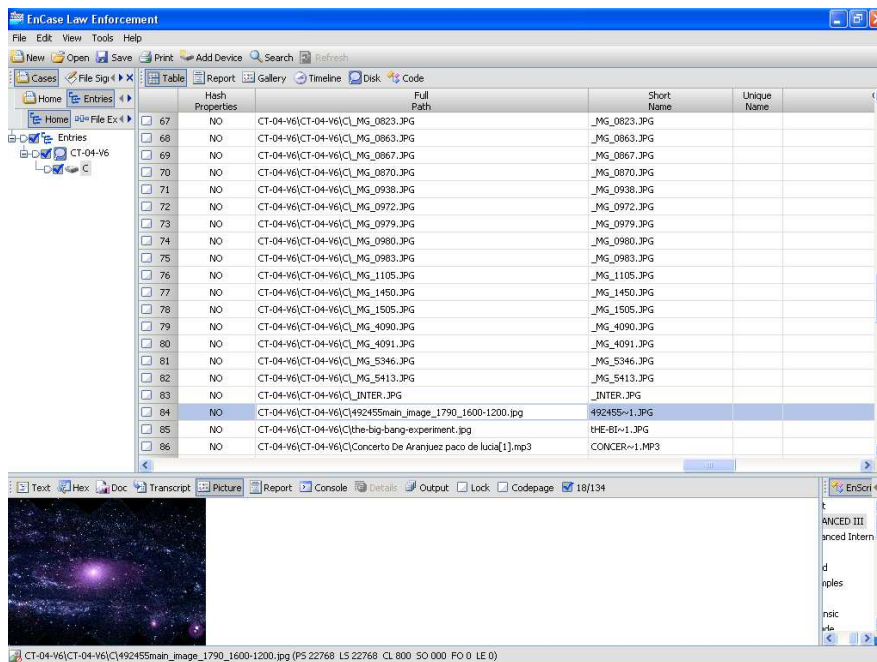 EnCase Law Enforcement
File Edit View Tools Help
New Open Save Print Add Device Search Refresh
Cases File Sig Table Report Gallery Timeline Disk Code
Home Entries
Home File Ex
Entries
CT-04-V6
C
Hash Properties Full Path Short Name Unique Name
67 NO CT-04-V6\CT-04-V6\C\_MG_0823.JPG _MG_0823.JPG
68 NO CT-04-V6\CT-04-V6\C\_MG_0863.JPG _MG_0863.JPG
69 NO CT-04-V6\CT-04-V6\C\_MG_0867.JPG _MG_0867.JPG
70 NO CT-04-V6\CT-04-V6\C\_MG_0870.JPG _MG_0870.JPG
71 NO CT-04-V6\CT-04-V6\C\_MG_0938.JPG _MG_0938.JPG
72 NO CT-04-V6\CT-04-V6\C\_MG_0972.JPG _MG_0972.JPG
73 NO CT-04-V6\CT-04-V6\C\_MG_0979.JPG _MG_0979.JPG
74 NO CT-04-V6\CT-04-V6\C\_MG_0980.JPG _MG_0980.JPG
75 NO CT-04-V6\CT-04-V6\C\_MG_0983.JPG _MG_0983.JPG
76 NO CT-04-V6\CT-04-V6\C\_MG_1105.JPG _MG_1105.JPG
77 NO CT-04-V6\CT-04-V6\C\_MG_1450.JPG _MG_1450.JPG
78 NO CT-04-V6\CT-04-V6\C\_MG_1505.JPG _MG_1505.JPG
79 NO CT-04-V6\CT-04-V6\C\_MG_4090.JPG _MG_4090.JPG
80 NO CT-04-V6\CT-04-V6\C\_MG_4091.JPG _MG_4091.JPG
81 NO CT-04-V6\CT-04-V6\C\_MG_5346.JPG _MG_5346.JPG
82 NO CT-04-V6\CT-04-V6\C\_MG_5413.JPG _MG_5413.JPG
83 NO CT-04-V6\CT-04-V6\C\_INTER.JPG _INTER.JPG
84 NO CT-04-V6\CT-04-V6\C\492455main_image_1790_1600-1200.jpg 492455~1.JPG
85 NO CT-04-V6\CT-04-V6\C\the-big-bang-experiment.jpg tHE-BI~1.JPG
86 NO CT-04-V6\CT-04-V6\C\Concerto De Aranjuez paco de lucia[1].mp3 CONCER~1.MP3
Text Hex Doc Transcript Picture Report Console Details Output Lock Codepage 18/134 EnScri
t
ANCED III
anced Intern
d
mples
nsic
de
CT-04-V6\CT-04-V6\C\492455main_image_1790_1600-1200.jpg (PS 22768 LS 22768 CL 800 SO 000 FO 0 LE 0)